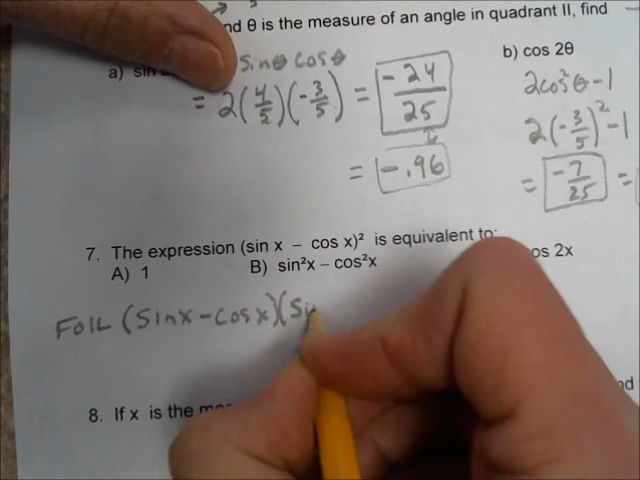 nd θ is the measure of an angle in quadrant II, find
a) sin Sinθ Cosθ
= 2(4/5)(-3/5) = -24/25
= -.96
b) cos 2θ
2cos²θ-1
2(-3/5)²-1
= -7/25 =
7. The expression (sin x – cos x)² is equivalent to:
A) 1 B) sin²x – cos²x os 2x
FOIL (Sinx-cosx)(Si
8. If x is the